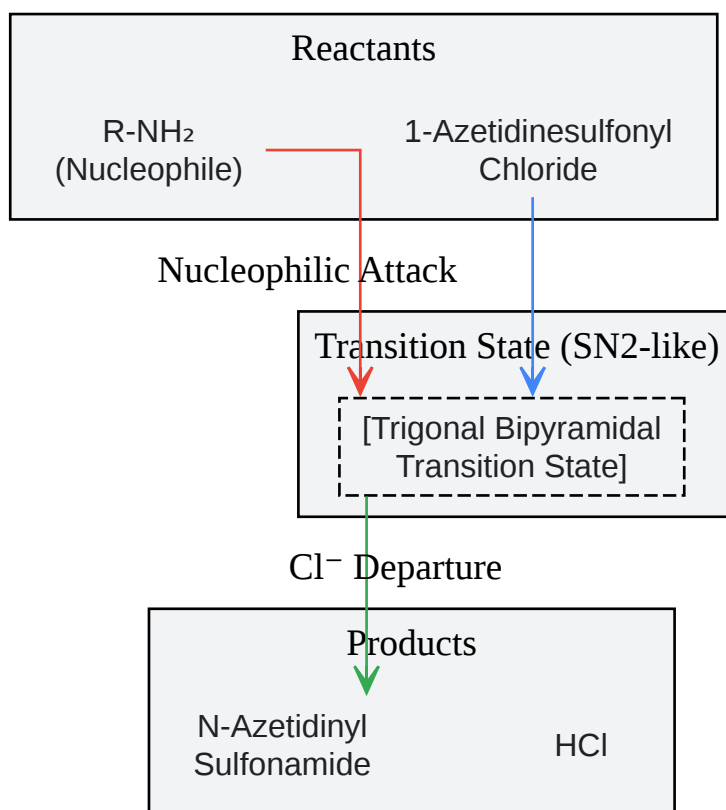 Reactants
R-NH₂
(Nucleophile)
1-Azetidinesulfonyl
Chloride
Nucleophilic Attack
Transition State (SN2-like)
[Trigonal Bipyramidal
Transition State]
Cl⁻ Departure
Products
N-Azetidinyl
Sulfonamide
HCl